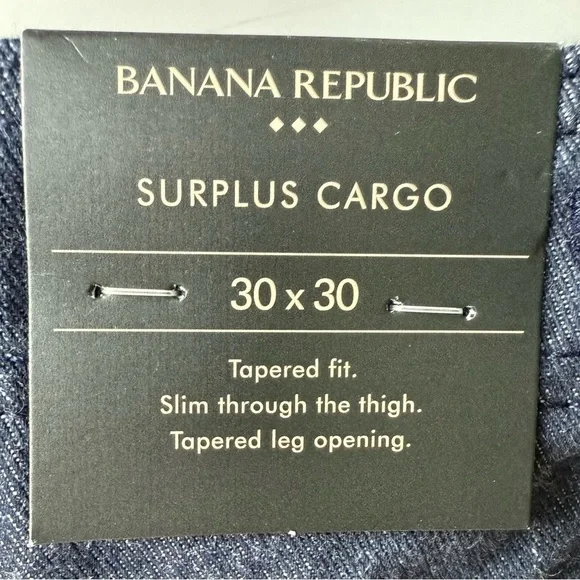 BANANA REPUBLIC
SURPLUS CARGO
30 x 30
Tapered fit.
Slim through the thigh.
Tapered leg opening.